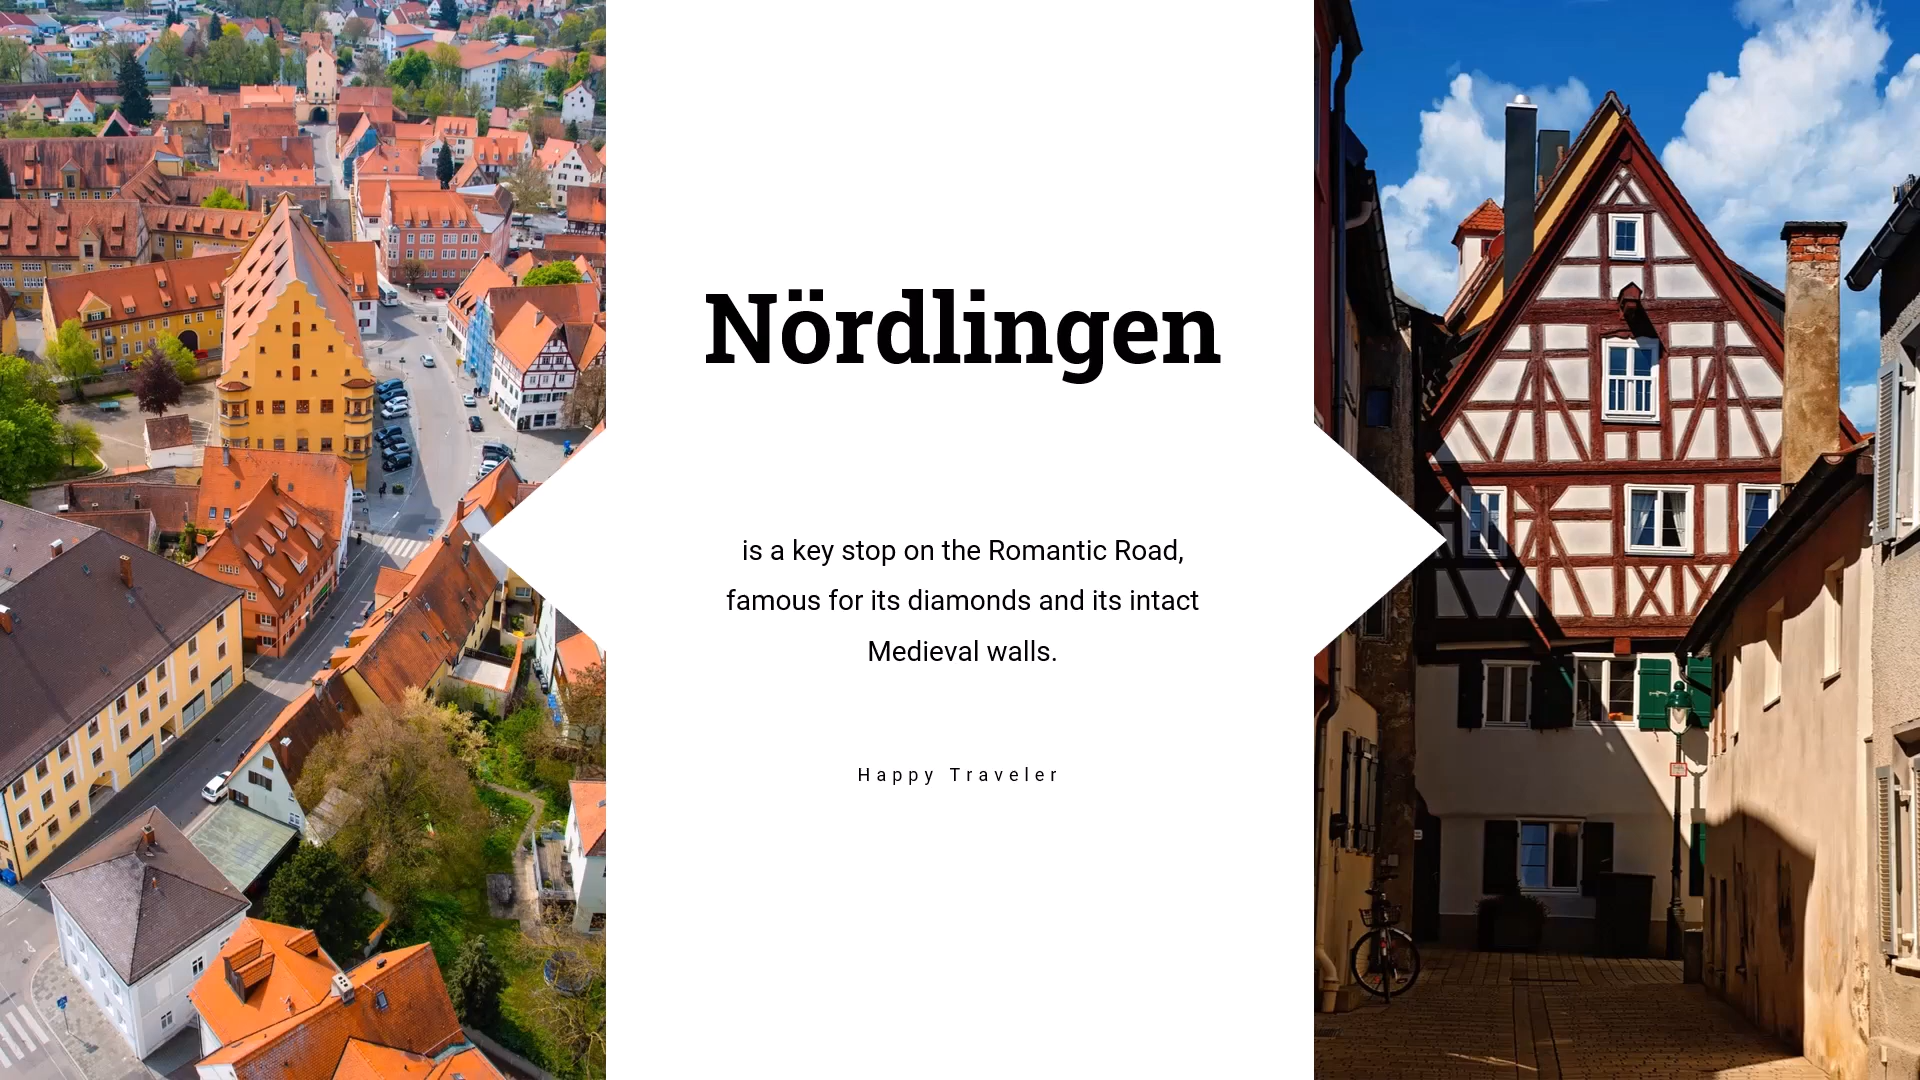 Nördlingen
is a key stop on the Romantic Road,
famous for its diamonds and its intact
Medieval walls.
Happy Traveler